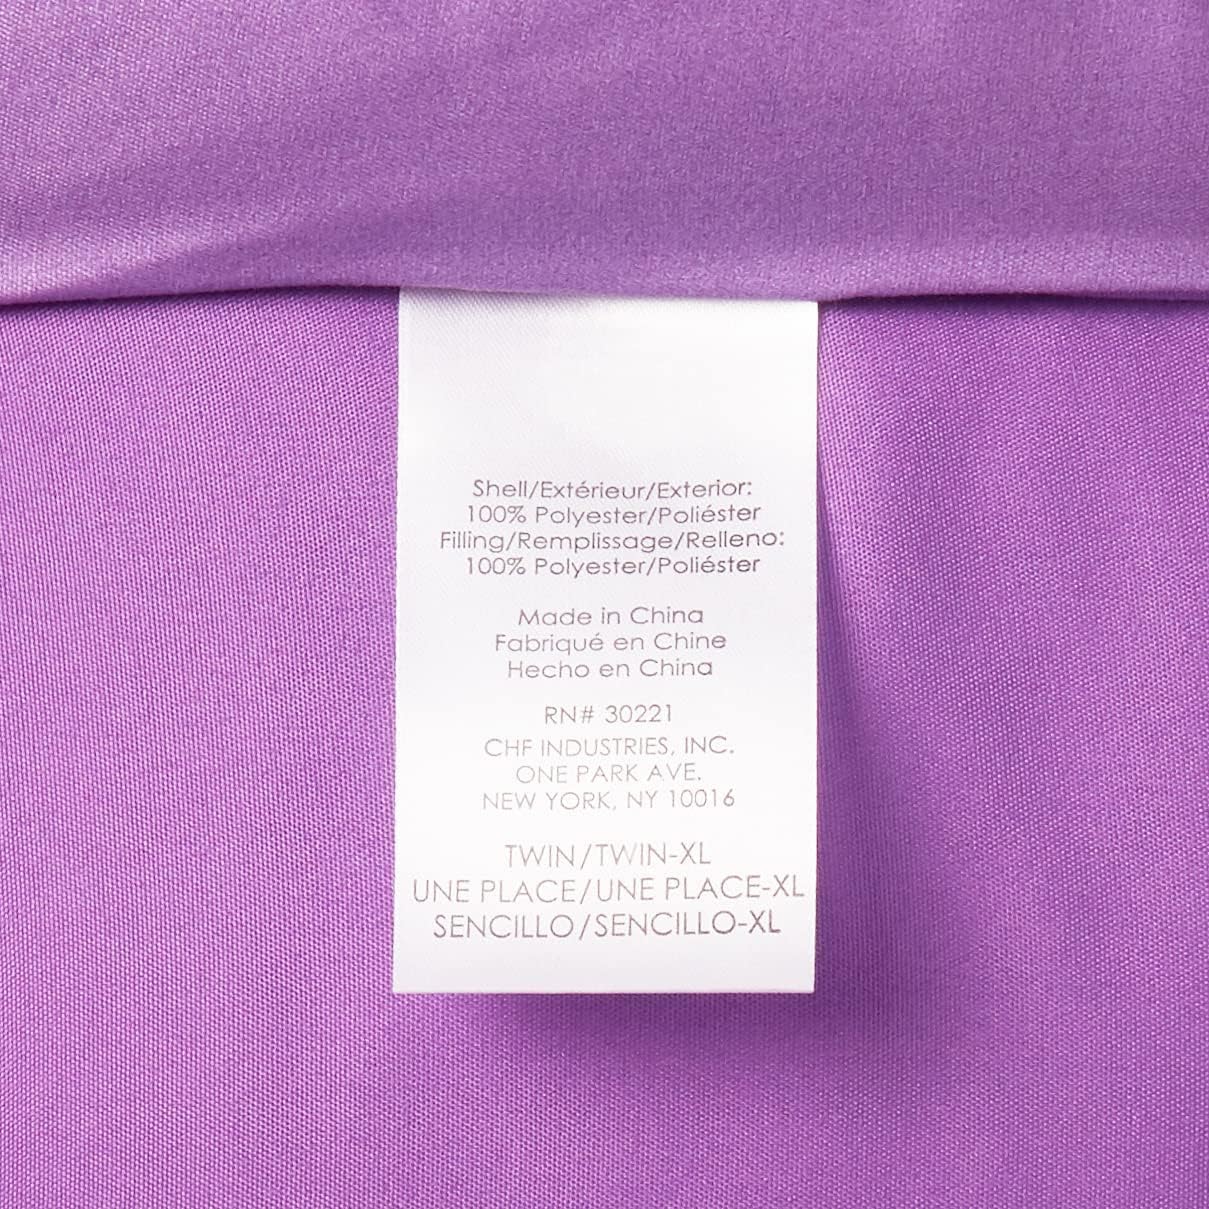 Shell/Extérieur/Exterior:
100% Polyester/Poliéster
Filling/Remplissage/Relleno:
100% Polyester/Poliéster
Made in China
Fabriqué en Chine
Hecho en China
RN# 30221
CHF INDUSTRIES, INC.
ONE PARK AVE.
NEW YORK, NY 10016
TWIN/TWIN-XL
UNE PLACE/UNE PLACE-XL
SENCILLO/SENCILLO-XL